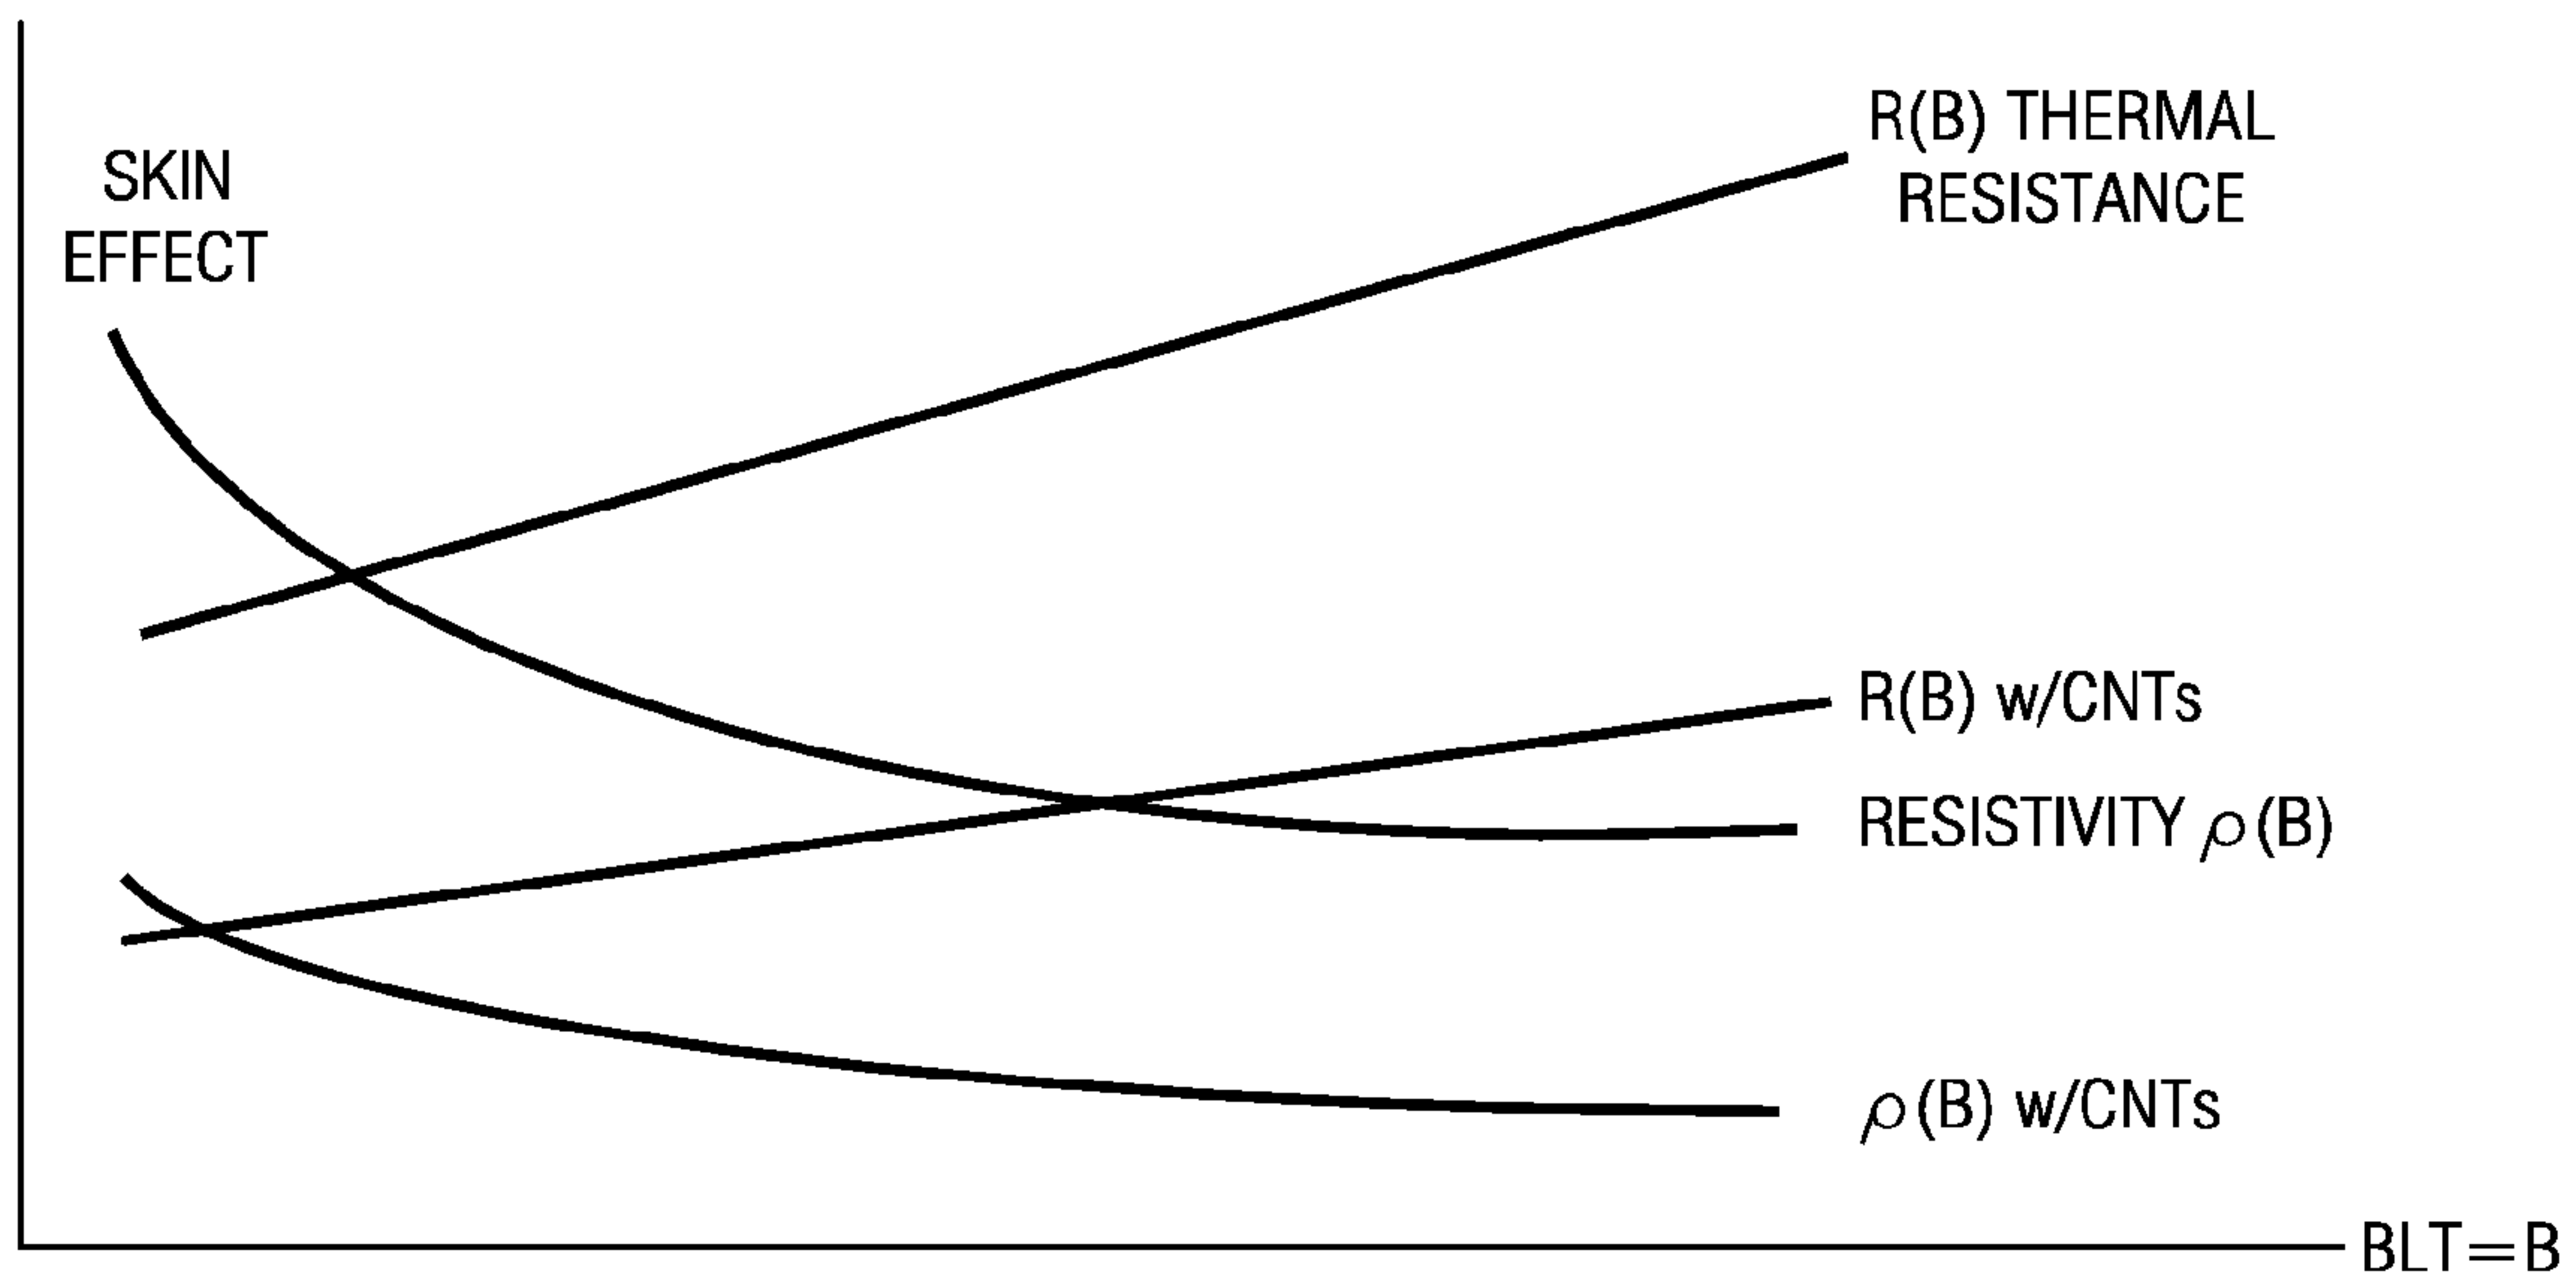 SKIN
EFFECT
R(B) THERMAL
RESISTANCE
R(B) w/CNTs
RESISTIVITY ρ(B)
ρ(B) w/CNTs
BLT=B